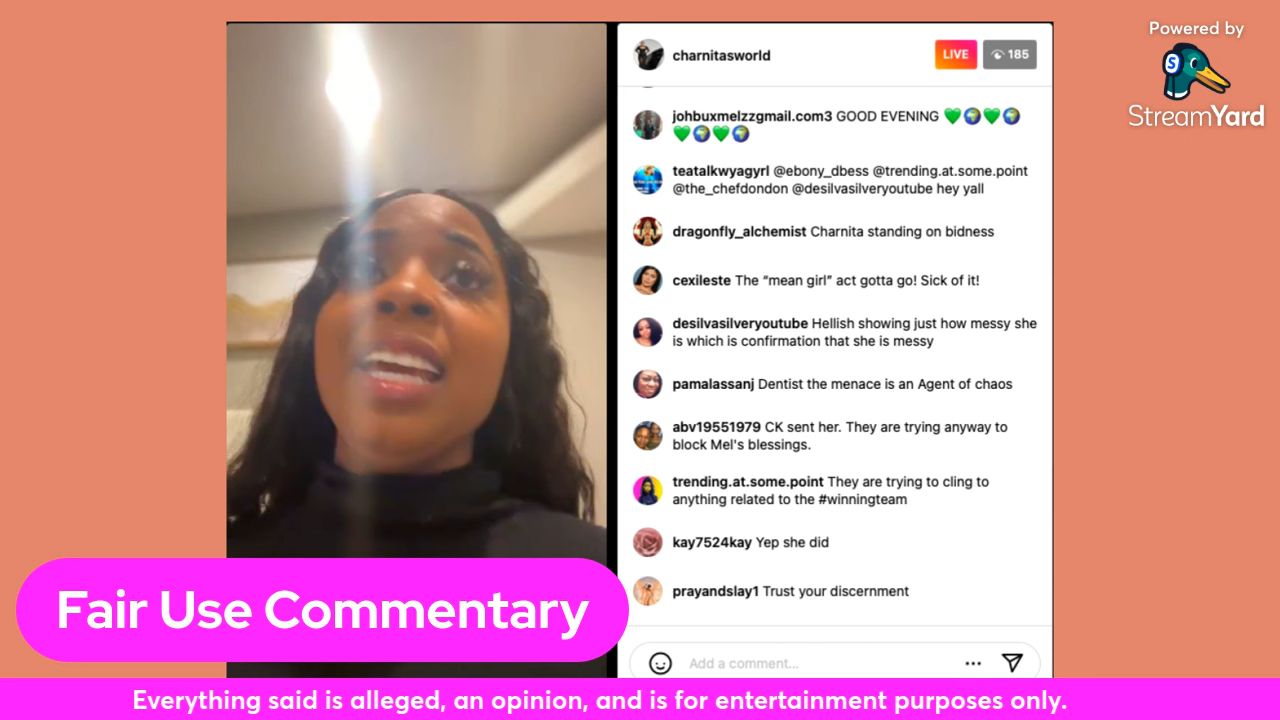 Powered by
S
StreamYard
charnitasworld
LIVE
185
johbuxmelzzgmail.com3 GOOD EVENING 💚🌍💚🌍
💚🌍💚🌍
teatalkwyagyrl @ebony_dbess @trending.at.some.point
@the_chefdondon @desilvasilveryoutube hey yall
dragonfly_alchemist Charnita standing on bidness
cexileste The “mean girl” act gotta go! Sick of it!
desilvasilveryoutube Hellish showing just how messy she
is which is confirmation that she is messy
pamalassanj Dentist the menace is an Agent of chaos
abv19551979 CK sent her. They are trying anyway to
block Mel's blessings.
trending.at.some.point They are trying to cling to
anything related to the #winningteam
kay7524kay Yep she did
prayandslay1 Trust your discernment
Add a comment...
Fair Use Commentary
Everything said is alleged, an opinion, and is for entertainment purposes only.